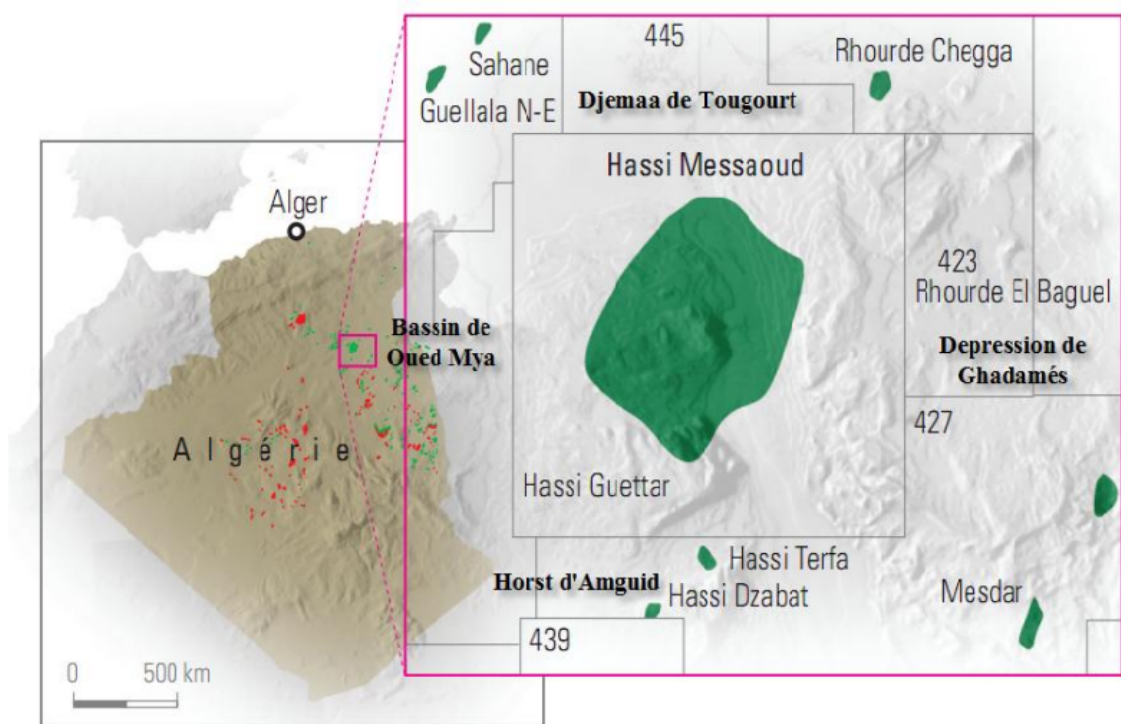 445
Rhourde Chegga
Sahane
Guellala N-E
Djemaa de Tougourt
Hassi Messaoud
Alger
423
Rhourde El Baguel
Bassin de
Oued Mya
Depression de
Ghadamés
427
Algérie
Hassi Guettar
Hassi Terfa
Horst d'Amguid
Hassi Dzabat
Mesdar
439
0 500 km